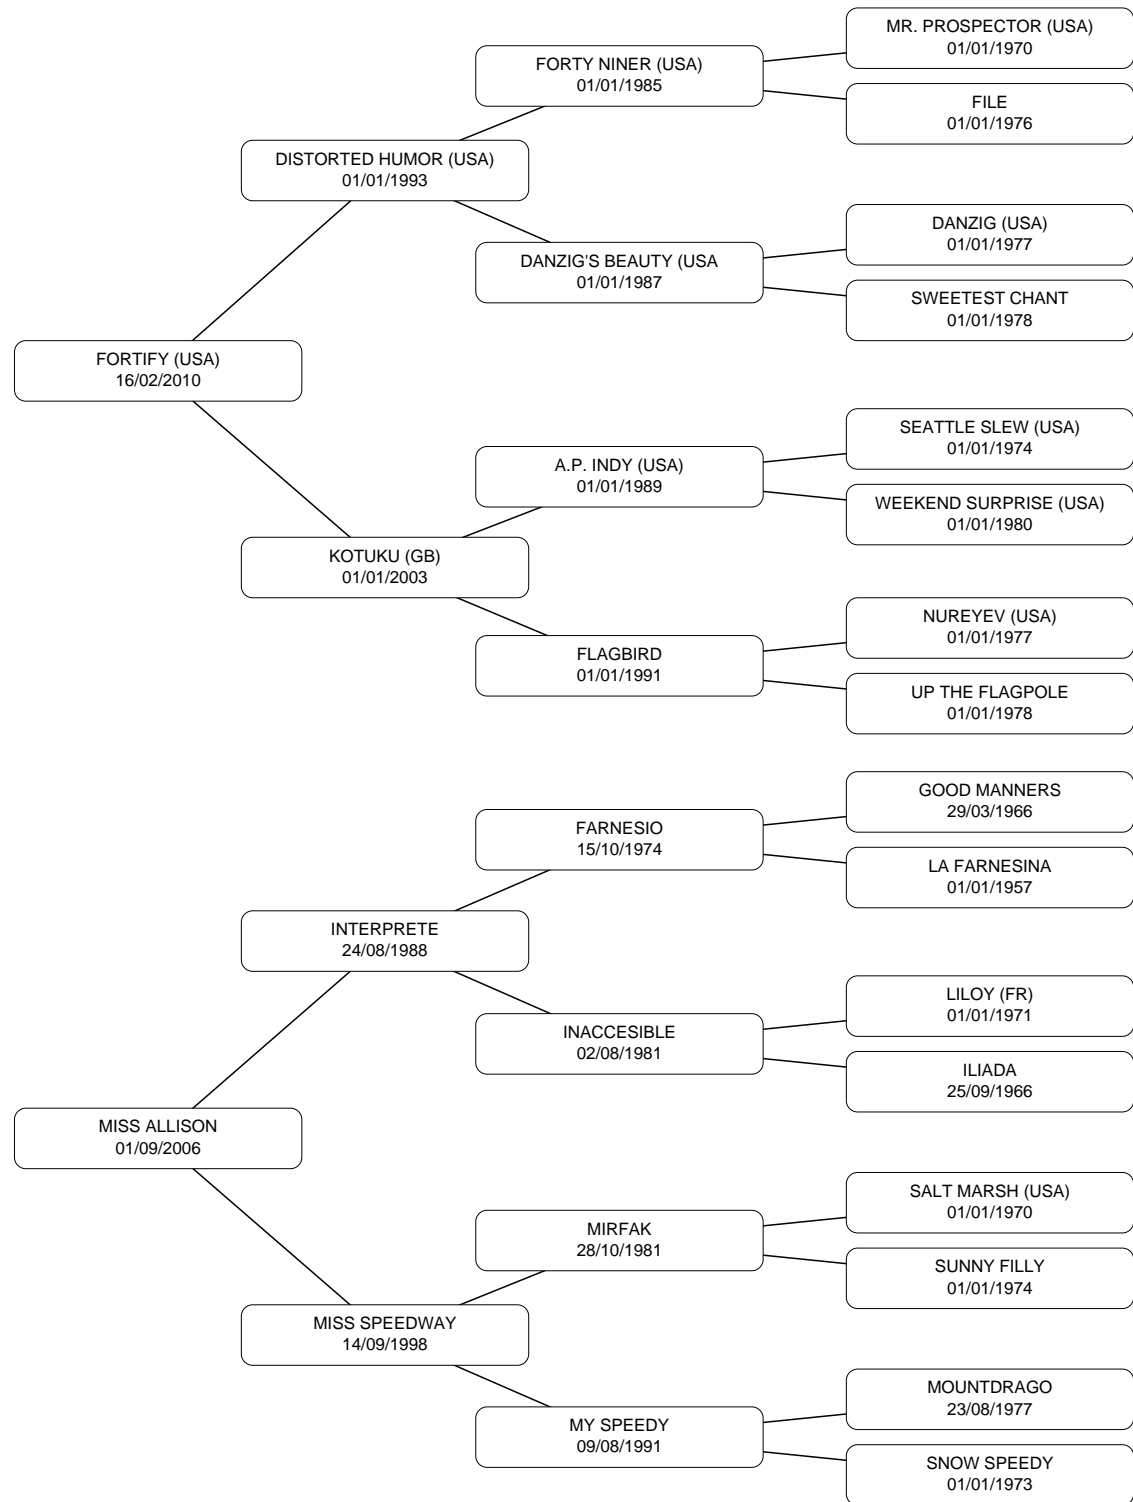 MR. PROSPECTOR (USA)
01/01/1970
FORTY NINER (USA)
01/01/1985
FILE
01/01/1976
DISTORTED HUMOR (USA)
01/01/1993
DANZIG (USA)
01/01/1977
DANZIG'S BEAUTY (USA
01/01/1987
SWEETEST CHANT
01/01/1978
FORTIFY (USA)
16/02/2010
SEATTLE SLEW (USA)
01/01/1974
A.P. INDY (USA)
01/01/1989
WEEKEND SURPRISE (USA)
01/01/1980
KOTUKU (GB)
01/01/2003
NUREYEV (USA)
01/01/1977
FLAGBIRD
01/01/1991
UP THE FLAGPOLE
01/01/1978
GOOD MANNERS
29/03/1966
FARNESIO
15/10/1974
LA FARNESINA
01/01/1957
INTERPRETE
24/08/1988
LILOY (FR)
01/01/1971
INACCESIBLE
02/08/1981
ILIADA
25/09/1966
MISS ALLISON
01/09/2006
SALT MARSH (USA)
01/01/1970
MIRFAK
28/10/1981
SUNNY FILLY
01/01/1974
MISS SPEEDWAY
14/09/1998
MOUNTDRAGO
23/08/1977
MY SPEEDY
09/08/1991
SNOW SPEEDY
01/01/1973